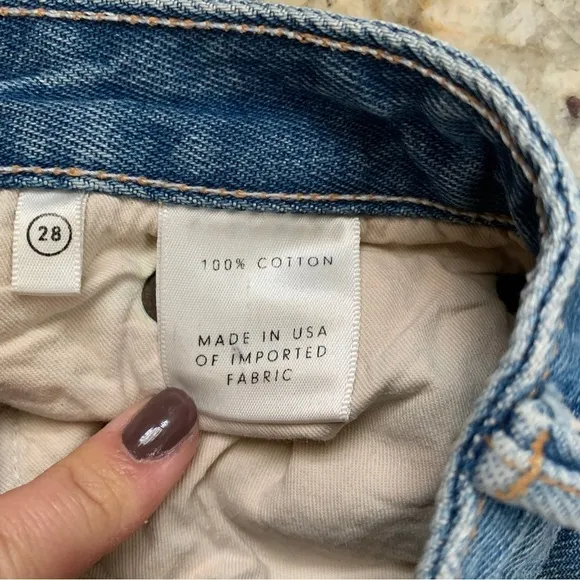 28
100% COTTON
MADE IN USA
OF IMPORTED
FABRIC